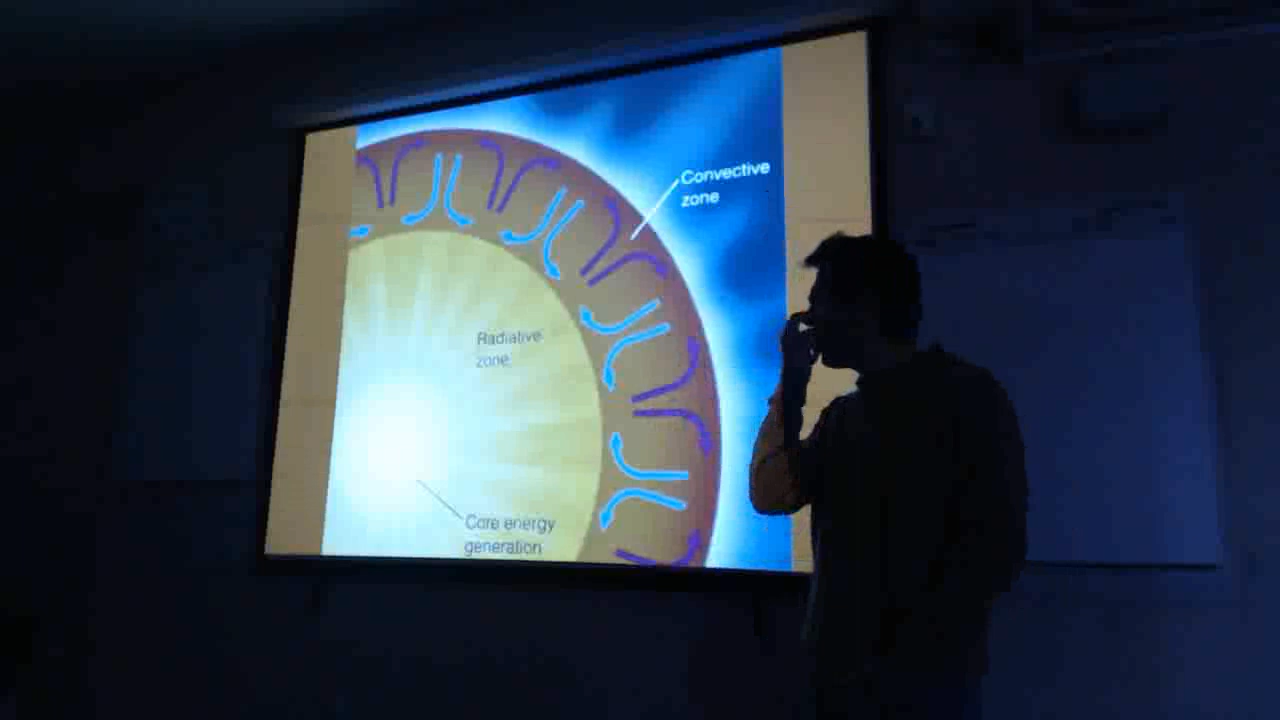 Convective
zone
Radiative
zone
Core energy
generation